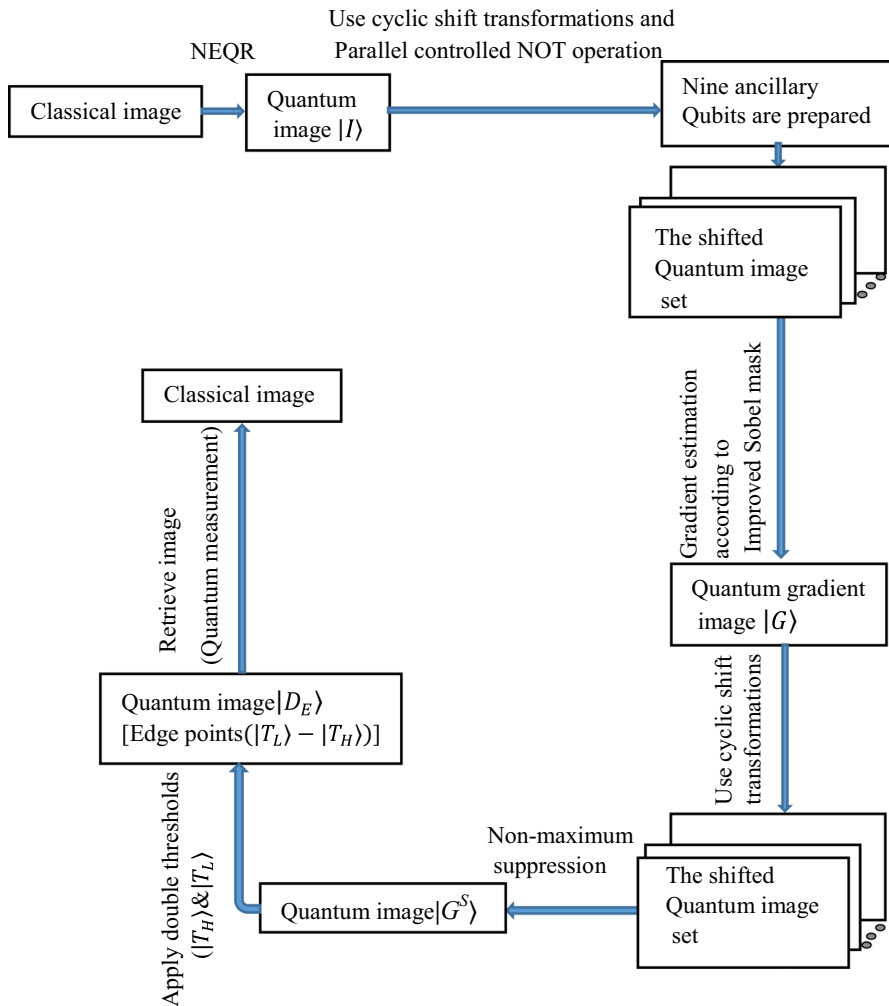 Use cyclic shift transformations and
Parallel controlled NOT operation
NEQR
Classical image
Quantum
image |I⟩
Nine ancillary
Qubits are prepared
The shifted
Quantum image
set
Gradient estimation
according to
Improved Sobel mask
Quantum gradient
image |G⟩
Use cyclic shift
transformations
The shifted
Quantum image
set
Non-maximum
suppression
Quantum image|G^S⟩
Apply double thresholds
(|T_H⟩&|T_L⟩
Quantum image|D_E⟩
[Edge points(|T_L⟩ − |T_H⟩)]
Retrieve image
(Quantum measurement)
Classical image